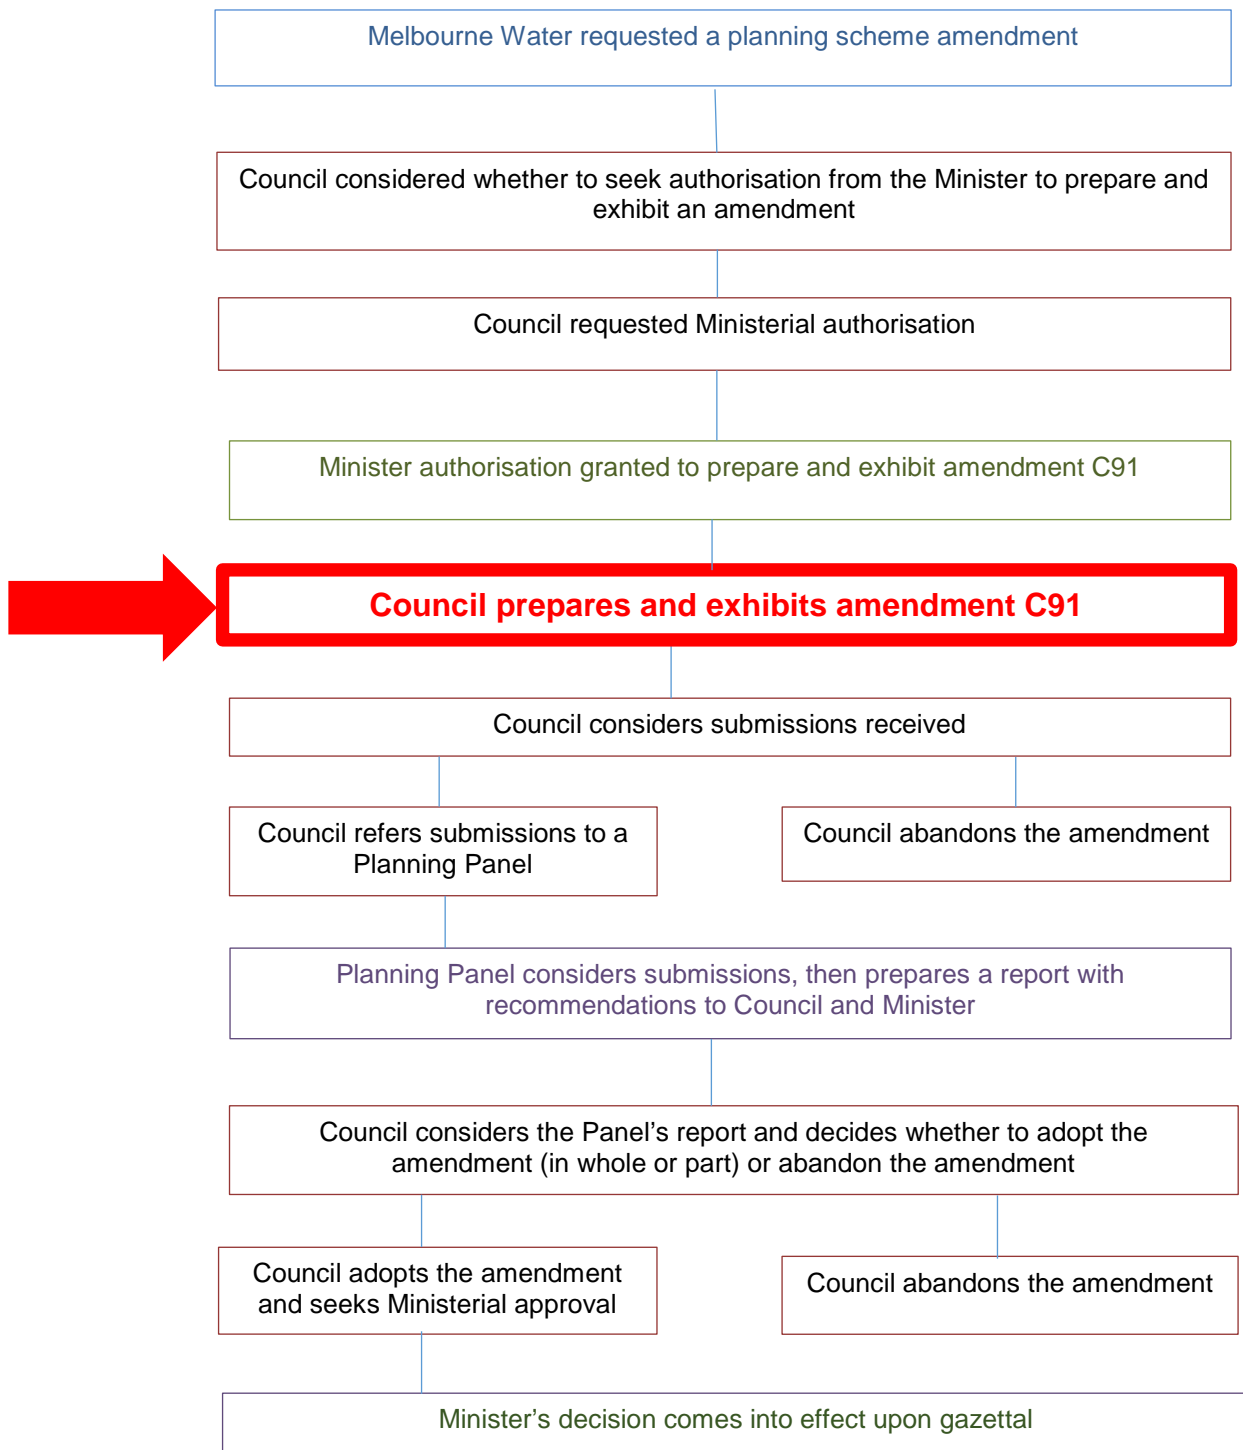 Melbourne Water requested a planning scheme amendment
Council considered whether to seek authorisation from the Minister to prepare and
exhibit an amendment
Council requested Ministerial authorisation
Minister authorisation granted to prepare and exhibit amendment C91
Council prepares and exhibits amendment C91
Council considers submissions received
Council refers submissions to a
Planning Panel
Council abandons the amendment
Planning Panel considers submissions, then prepares a report with
recommendations to Council and Minister
Council considers the Panel’s report and decides whether to adopt the
amendment (in whole or part) or abandon the amendment
Council adopts the amendment
and seeks Ministerial approval
Council abandons the amendment
Minister’s decision comes into effect upon gazettal